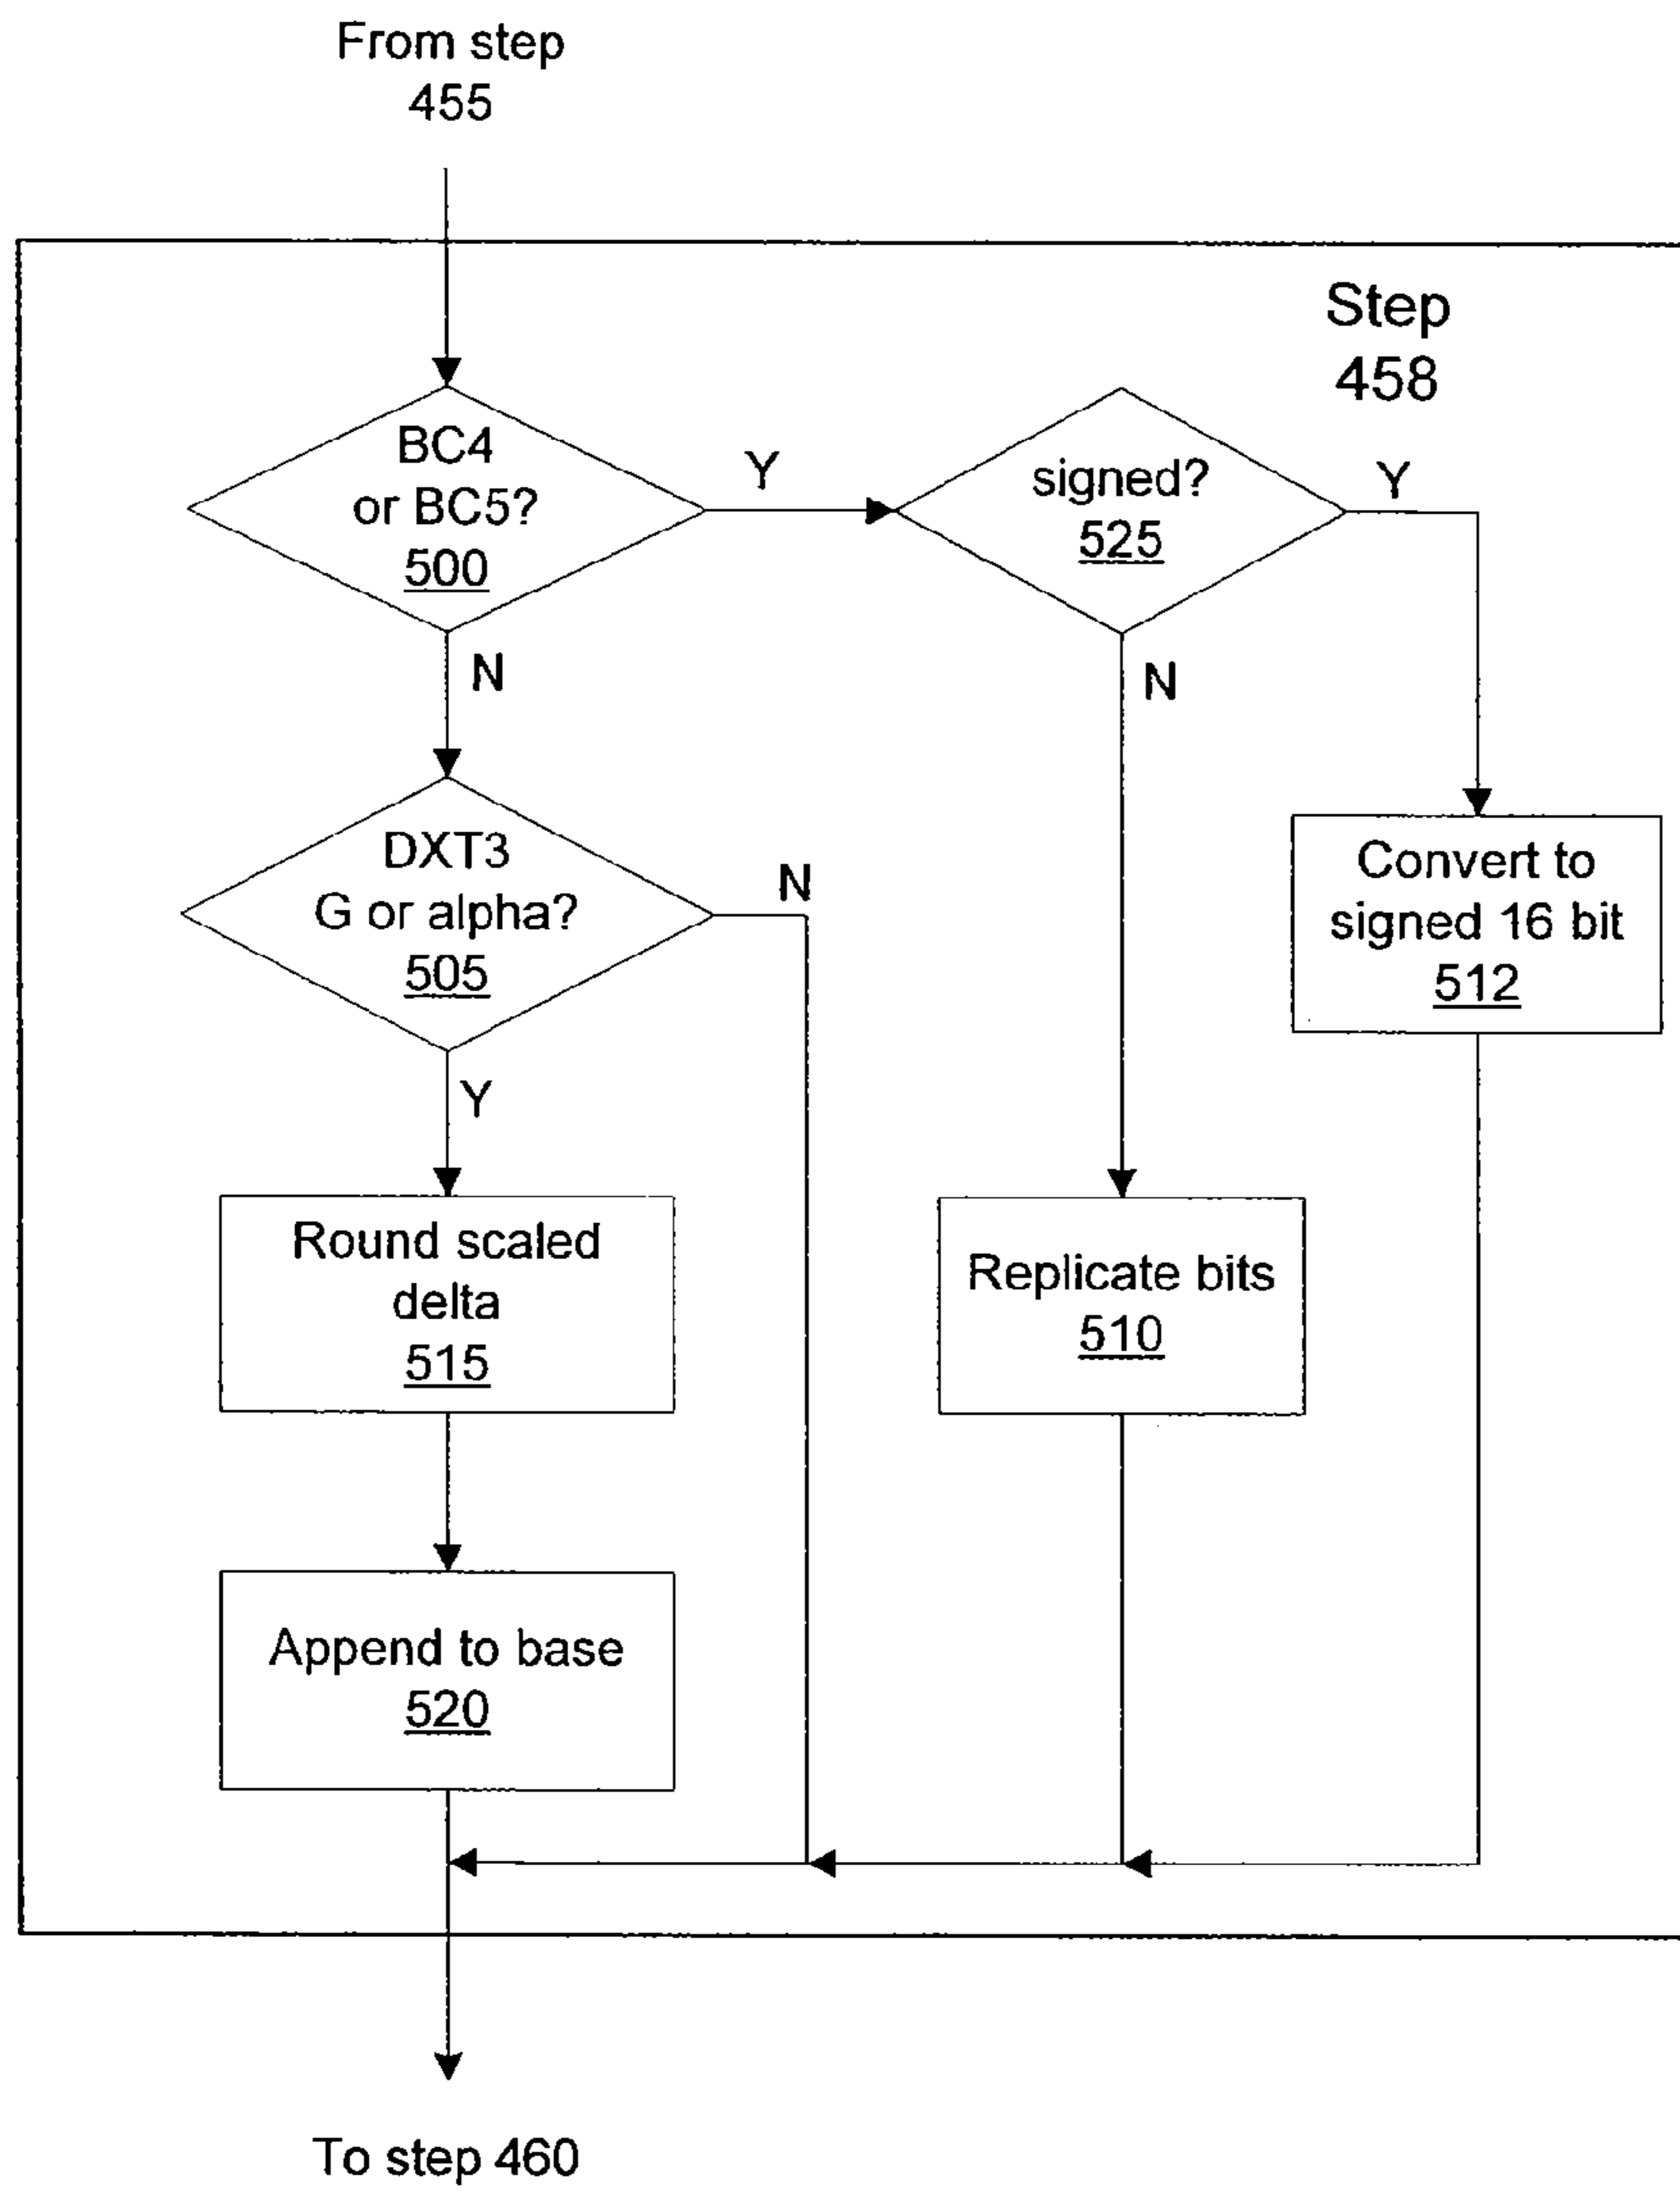 From step
455
Step
458
BC4
or BC5?
500
Y
signed?
525
Y
N
N
DXT3
G or alpha?
505
N
Convert to
signed 16 bit
512
Y
Round scaled
delta
515
Replicate bits
510
Append to base
520
To step 460